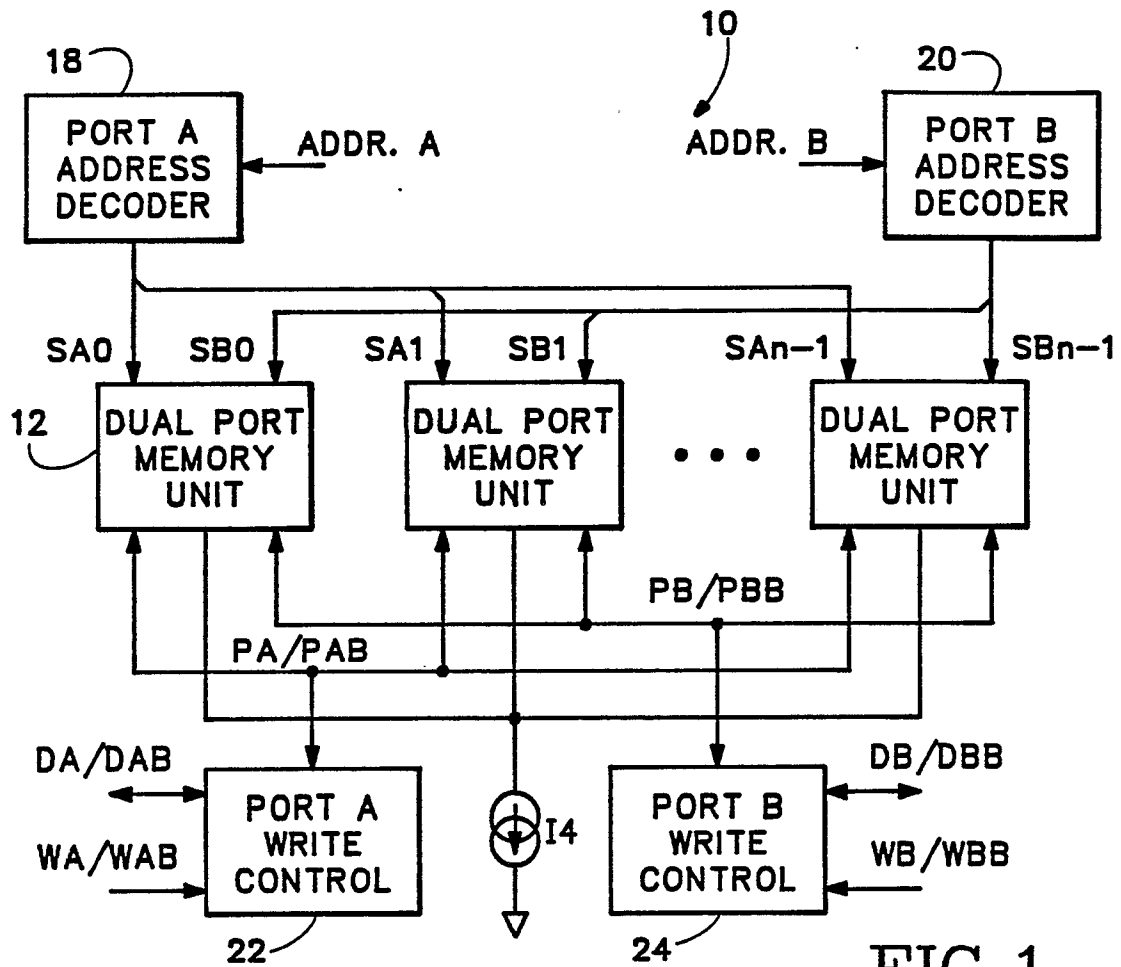 10
18
20
PORT A
ADDRESS
DECODER
ADDR. A
ADDR. B
PORT B
ADDRESS
DECODER
SA0
SB0
SA1
SB1
SAn-1
SBn-1
12
DUAL PORT
MEMORY
UNIT
DUAL PORT
MEMORY
UNIT
DUAL PORT
MEMORY
UNIT
PB/PBB
PA/PAB
DA/DAB
WA/WAB
PORT A
WRITE
CONTROL
I4
PORT B
WRITE
CONTROL
DB/DBB
WB/WBB
22
24
FIG 1